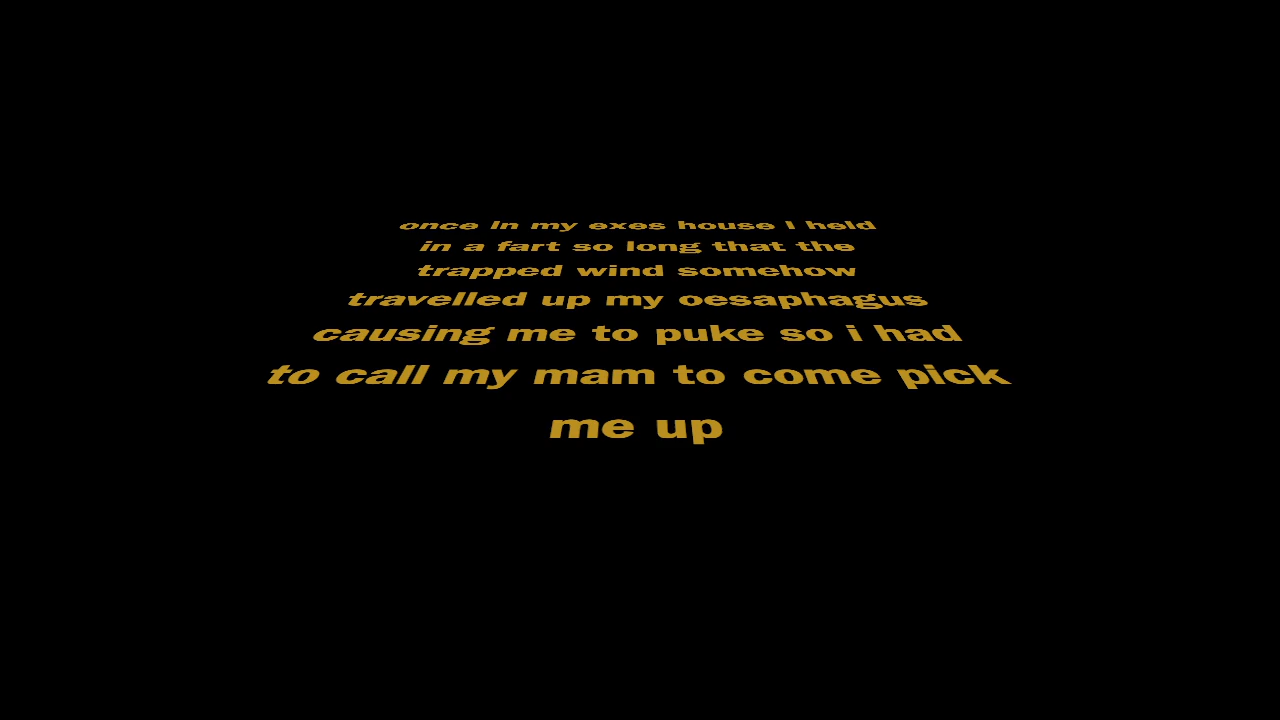 once in my exes house I held
in a fart so long that the
trapped wind somehow
travelled up my oesaphagus
causing me to puke so i had
to call my mam to come pick
me up